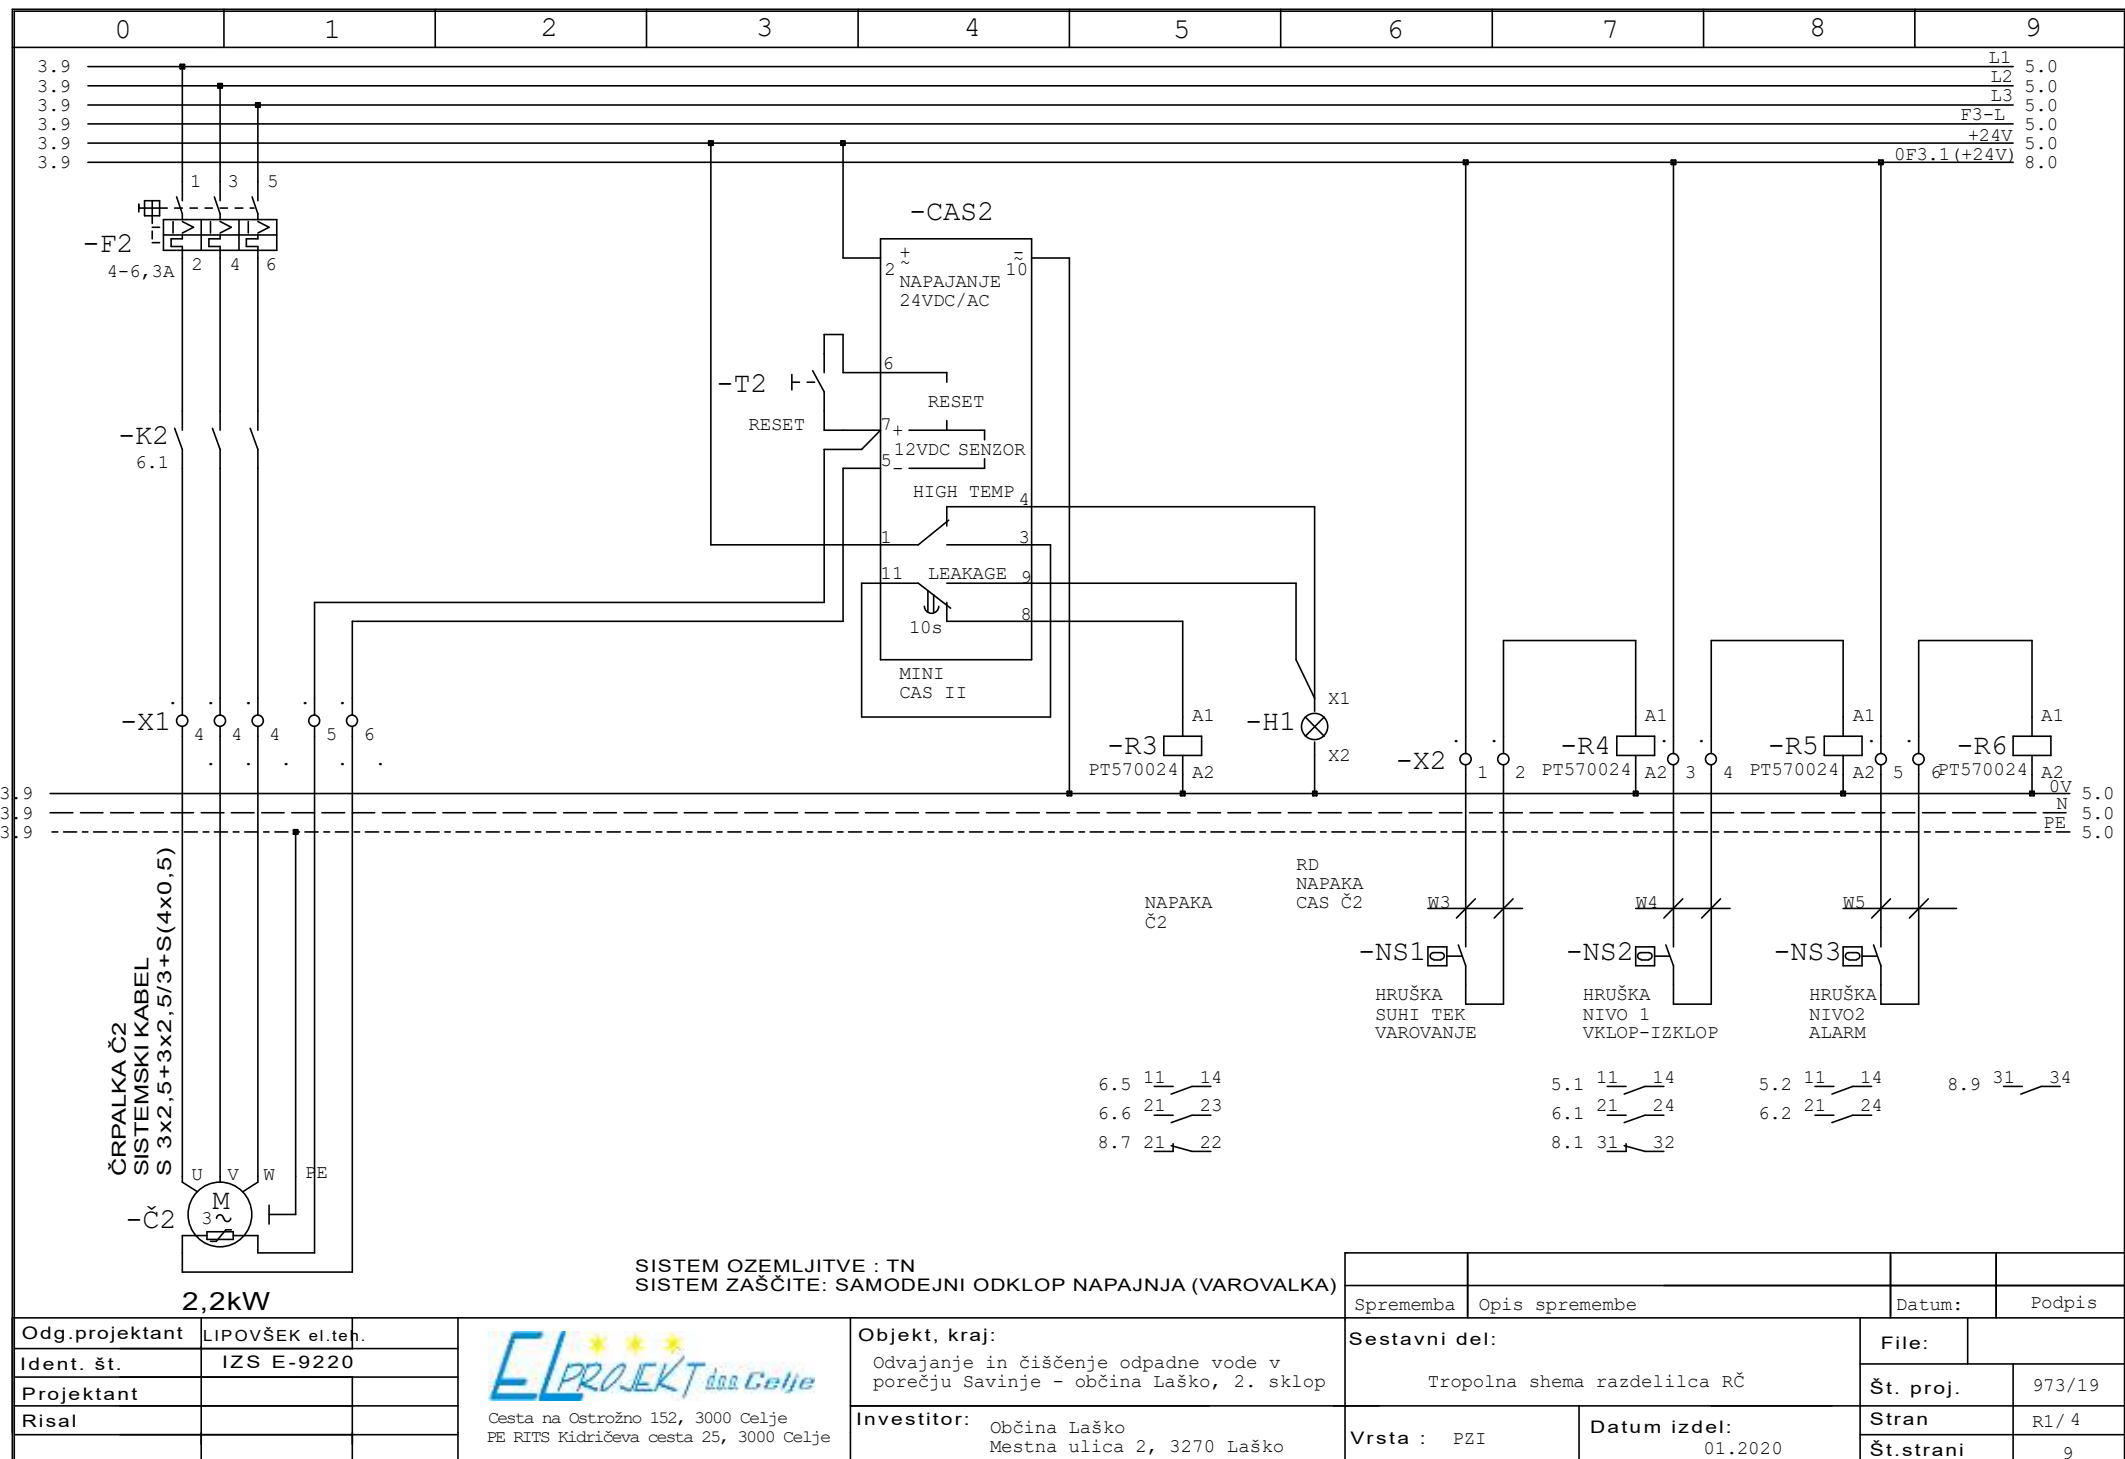 0 1 2 3 4 5 6 7 8 9
3.9 L1 5.0
3.9 L2 5.0
3.9 L3 5.0
3.9 F3-L 5.0
3.9 +24V 5.0
3.9 0F3.1(+24V) 8.0
1 3 5
-F2
4-6,3A 2 4 6
-CAS2
+ -
2 ~ ~ 10
NAPAJANJE
24VDC/AC
6
-T2
RESET
RESET
7 +
12VDC SENZOR
5 -
-K2
6.1
HIGH TEMP 4
1 3
11 LEAKAGE 9
10s 8
MINI
CAS II
-X1 4 4 4 5 6
-R3 A1
PT570024 A2
-H1 X1
X2
-X2 1 2
-R4 A1
PT570024 A2 3 4
-R5 A1
PT570024 A2 5 6
-R6 A1
PT570024 A2
3.9 0V 5.0
3.9 N 5.0
3.9 PE 5.0
ČRPALKA Č2
SISTEMSKI KABEL
S 3x2,5+3x2,5/3+S(4x0,5)
NAPAKA
Č2
RD
NAPAKA
CAS Č2
W3 W4 W5
-NS1 -NS2 -NS3
HRUŠKA
SUHI TEK
VAROVANJE
HRUŠKA
NIVO 1
VKLOP-IZKLOP
HRUŠKA
NIVO2
ALARM
6.5 11 14
6.6 21 23
8.7 21 22
5.1 11 14
6.1 21 24
8.1 31 32
5.2 11 14
6.2 21 24
8.9 31 34
U V W PE
M
3~
-Č2
2,2kW
SISTEM OZEMLJITVE : TN
SISTEM ZAŠČITE: SAMODEJNI ODKLOP NAPAJNJA (VAROVALKA)
Sprememba Opis spremembe Datum: Podpis
Odg.projektant LIPOVŠEK el.teh.
Ident. št. IZS E-9220
Projektant
Risal
ELPROJEKT d.o.o. Celje
Cesta na Ostrožno 152, 3000 Celje
PE RITS Kidričeva cesta 25, 3000 Celje
Objekt, kraj:
Odvajanje in čiščenje odpadne vode v
porečju Savinje - občina Laško, 2. sklop
Investitor: Občina Laško
Mestna ulica 2, 3270 Laško
Sestavni del:
Tropolna shema razdelilca RČ
Vrsta : PZI
Datum izdel:
01.2020
File:
Št. proj. 973/19
Stran R1/ 4
Št.strani 9